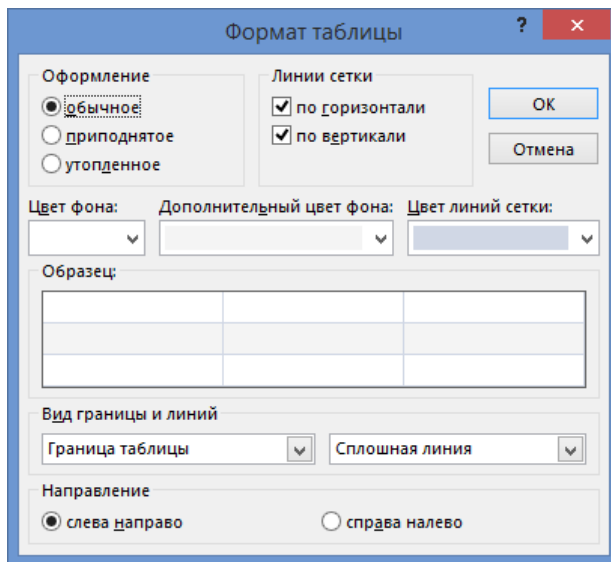 Формат таблицы
?
Оформление
обычное
приподнятое
утопленное
Линии сетки
по горизонтали
по вертикали
ОК
Отмена
Цвет фона:
Дополнительный цвет фона:
Цвет линий сетки:
Образец:
Вид границы и линий
Граница таблицы
Сплошная линия
Направление
слева направо
справа налево